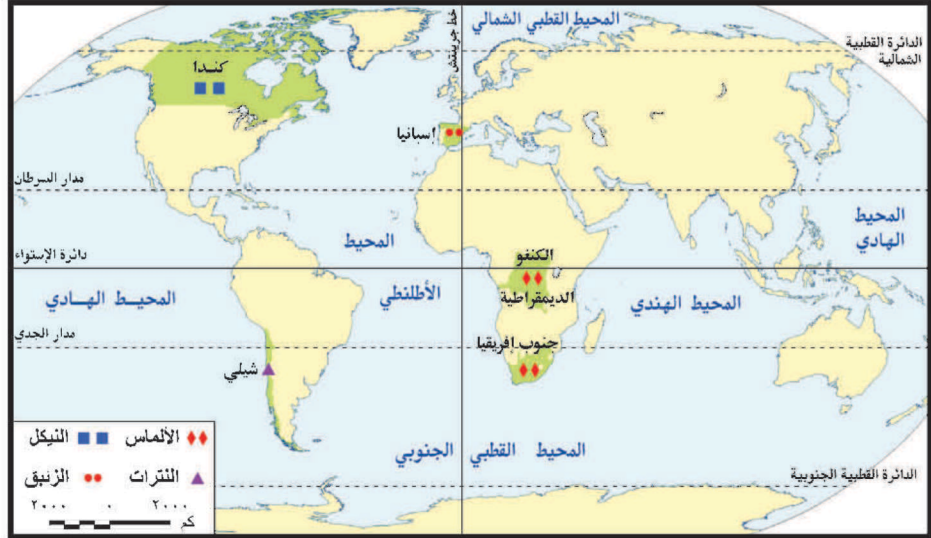 المحيط القطبي الشمالي
خط جرينتش
الدائرة القطبية
الشمالية
كندا
إسبانيا
مدار السرطان
المحيط
الهادي
المحيط
الأطلنطي
دائرة الإستواء
الكنغو
الديمقراطية
المحيط الهندي
المحيط الهادي
مدار الجدي
جنوب إفريقيا
شيلي
المحيط القطبي الجنوبي
الدائرة القطبية الجنوبية
الألماس
النيكل
النترات
الزئبق
٢٠٠٠ ٠ ٢٠٠٠
كم